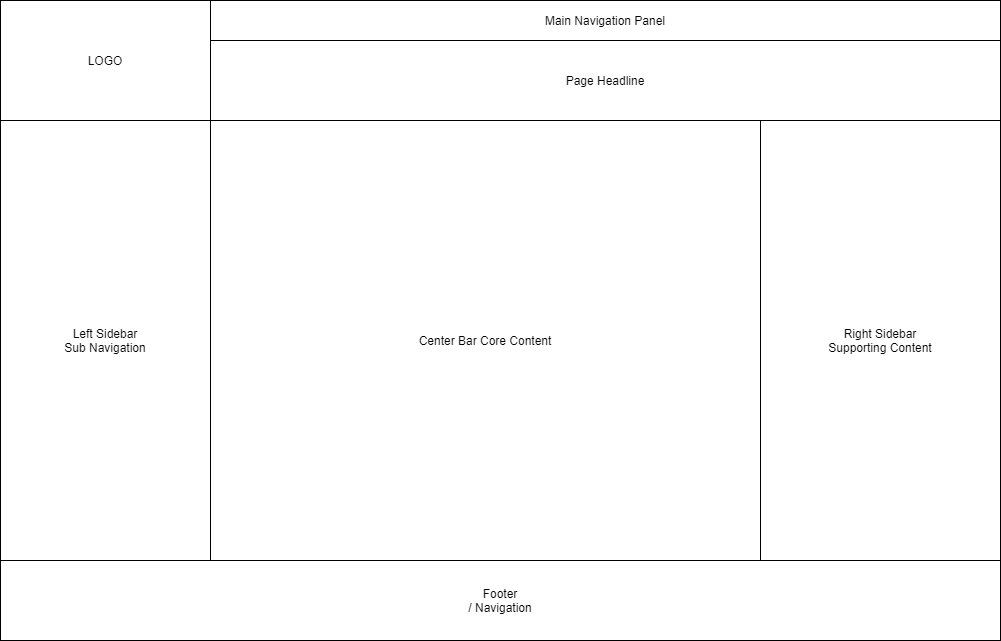 LOGO
Main Navigation Panel
Page Headline
Left Sidebar
Sub Navigation
Center Bar Core Content
Right Sidebar
Supporting Content
Footer
/ Navigation